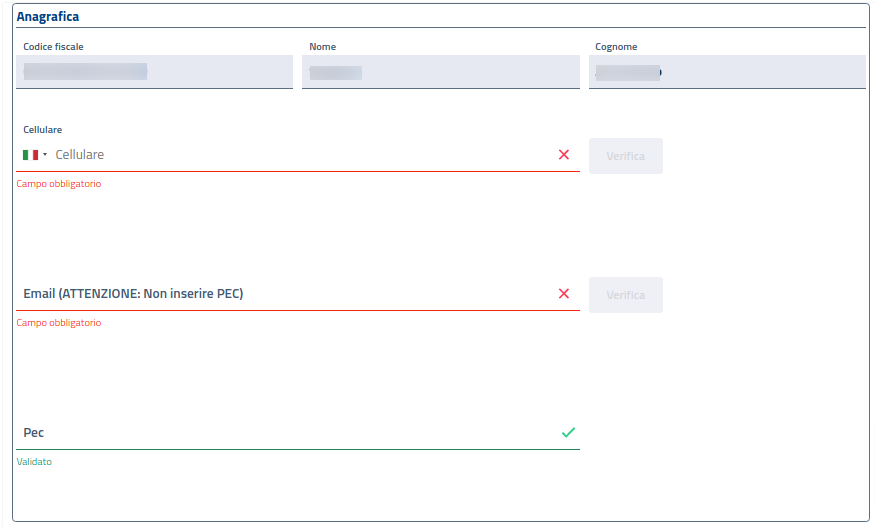 Anagrafica
Codice fiscale
Nome
Cognome
Cellulare
Cellulare
Verifica
Campo obbligatorio
Email (ATTENZIONE: Non inserire PEC)
Verifica
Campo obbligatorio
Pec
Validato